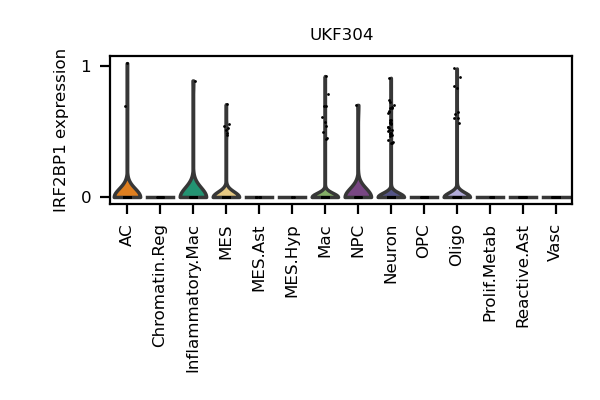 UKF304
IRF2BP1 expression
1
0
AC
Chromatin.Reg
Inflammatory.Mac
MES
MES.Ast
MES.Hyp
Mac
NPC
Neuron
OPC
Oligo
Prolif.Metab
Reactive.Ast
Vasc